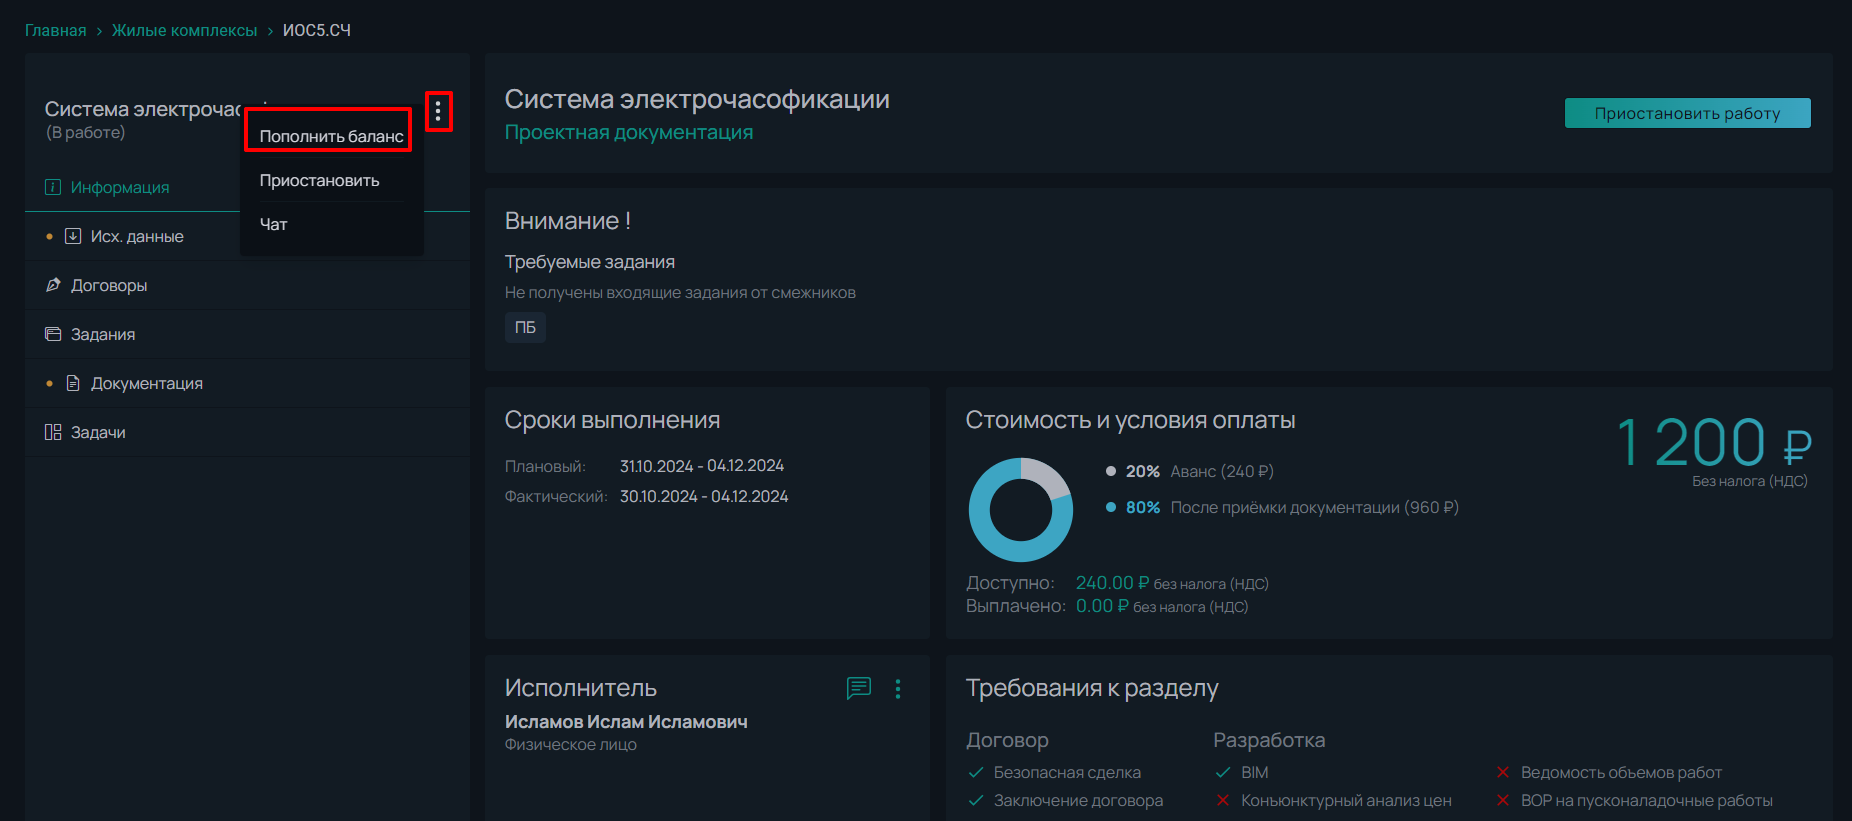 Главная > Жилые комплексы > ИОС5.СЧ
Система электрочас
(В работе)
Пополнить баланс
Приостановить
Чат
Информация
Исх. данные
Договоры
Задания
Документация
Задачи
Система электрочасофикации
Проектная документация
Приостановить работу
Внимание !
Требуемые задания
Не получены входящие задания от смежников
ПБ
Сроки выполнения
Плановый: 31.10.2024 - 04.12.2024
Фактический: 30.10.2024 - 04.12.2024
Стоимость и условия оплаты
1 200 ₽
Без налога (НДС)
20% Аванс (240 ₽)
80% После приёмки документации (960 ₽)
Доступно: 240.00 ₽ без налога (НДС)
Выплачено: 0.00 ₽ без налога (НДС)
Исполнитель
Исламов Ислам Исламович
Физическое лицо
Требования к разделу
Договор Разработка
Безопасная сделка BIM Ведомость объемов работ
Заключение договора Конъюнктурный анализ цен ВОР на пусконаладочные работы